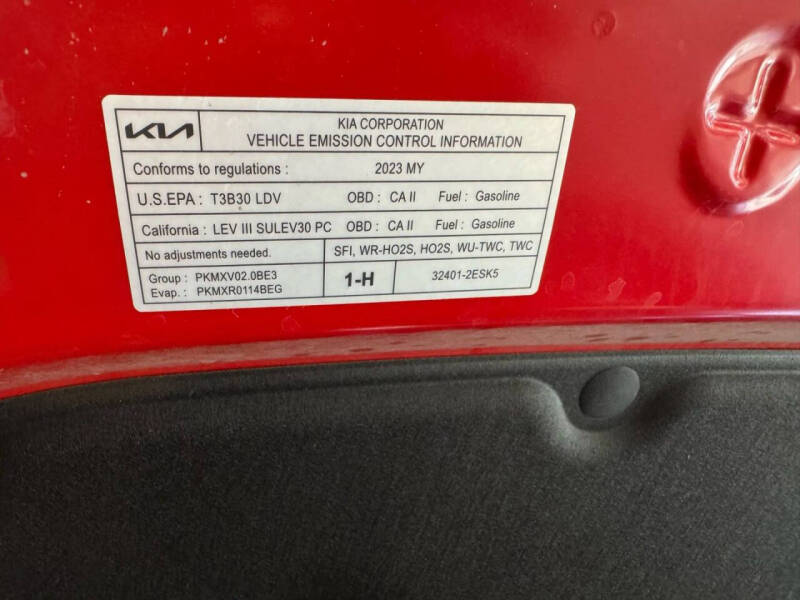 KIA KIA CORPORATION
VEHICLE EMISSION CONTROL INFORMATION
Conforms to regulations : 2023 MY
U.S.EPA : T3B30 LDV OBD : CA II Fuel : Gasoline
California : LEV III SULEV30 PC OBD : CA II Fuel : Gasoline
No adjustments needed. SFI, WR-HO2S, HO2S, WU-TWC, TWC
Group : PKMXV02.0BE3 1-H 32401-2ESK5
Evap. : PKMXR0114BEG